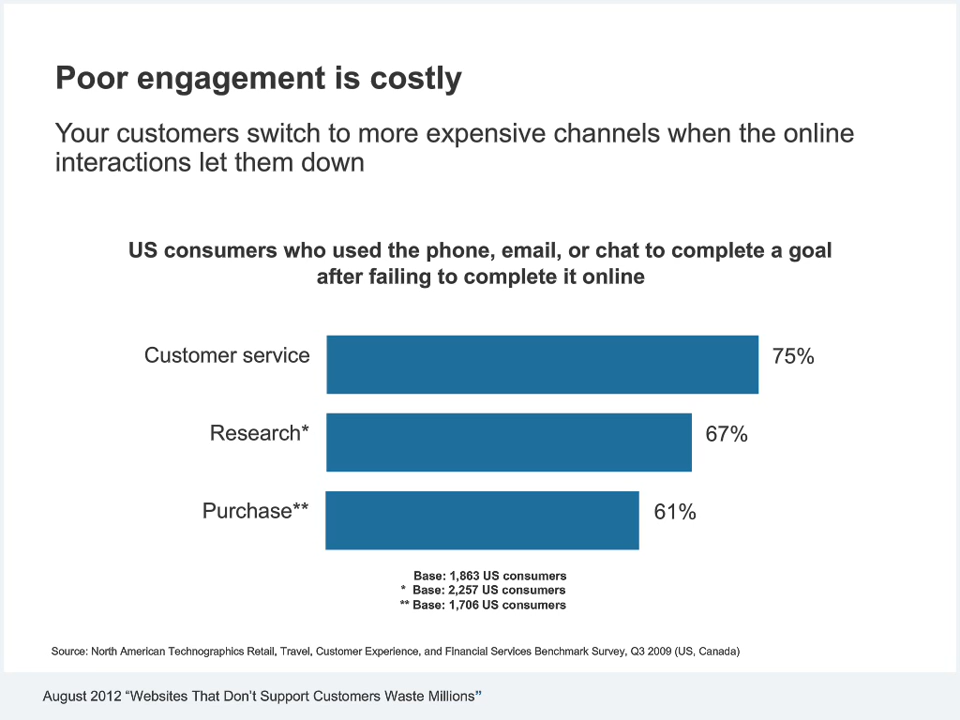 Poor engagement is costly
Your customers switch to more expensive channels when the online
interactions let them down
US consumers who used the phone, email, or chat to complete a goal
after failing to complete it online
Customer service 75%
Research* 67%
Purchase** 61%
Base: 1,863 US consumers
* Base: 2,257 US consumers
** Base: 1,706 US consumers
Source: North American Technographics Retail, Travel, Customer Experience, and Financial Services Benchmark Survey, Q3 2009 (US, Canada)
August 2012 “Websites That Don’t Support Customers Waste Millions”